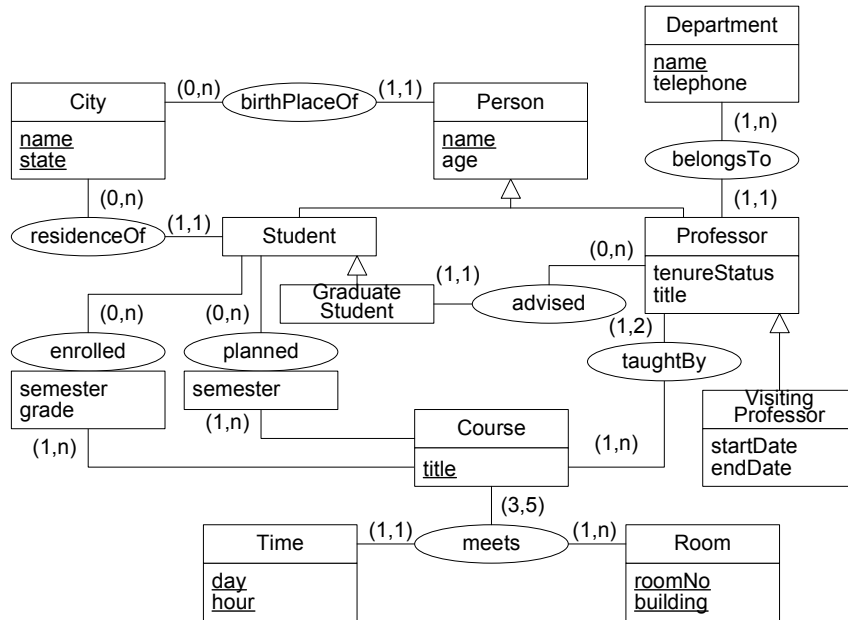 Department
name
telephone
(0,n)
(1,1)
City
birthPlaceOf
Person
name
state
name
age
(1,n)
belongsTo
(0,n)
(1,1)
(1,1)
residenceOf
Student
Professor
(0,n)
tenureStatus
title
Graduate
Student
(1,1)
advised
(0,n)
(0,n)
(1,2)
enrolled
planned
taughtBy
semester
grade
semester
Visiting
Professor
(1,n)
(1,n)
Course
(1,n)
startDate
endDate
title
(3,5)
Time
(1,1)
meets
(1,n)
Room
day
hour
roomNo
building